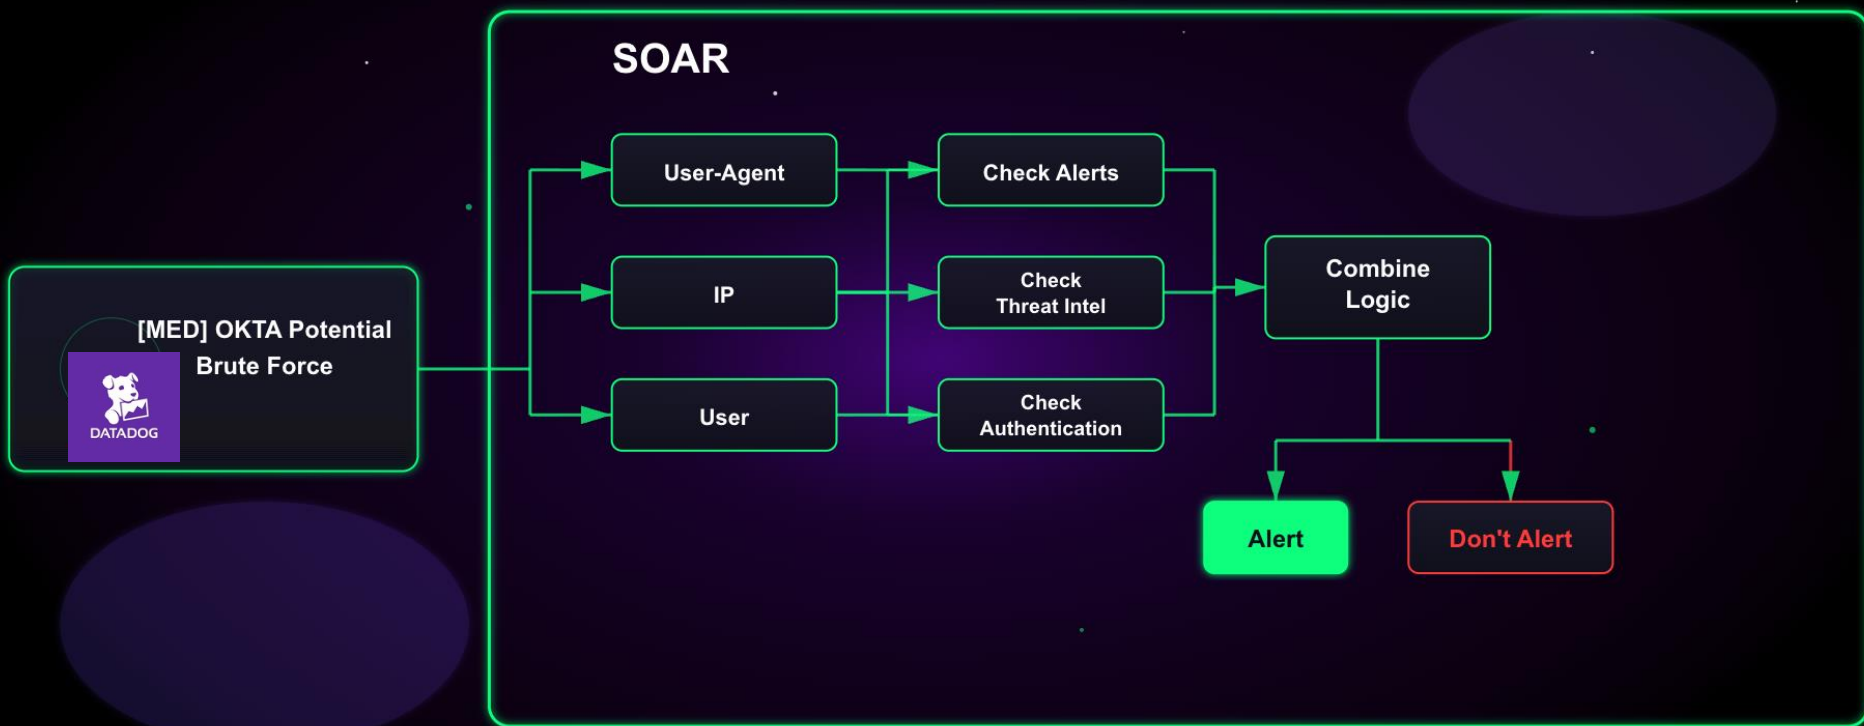 SOAR
[MED] OKTA Potential
Brute Force
DATADOG
User-Agent
IP
User
Check Alerts
Check
Threat Intel
Check
Authentication
Combine
Logic
Alert
Don't Alert